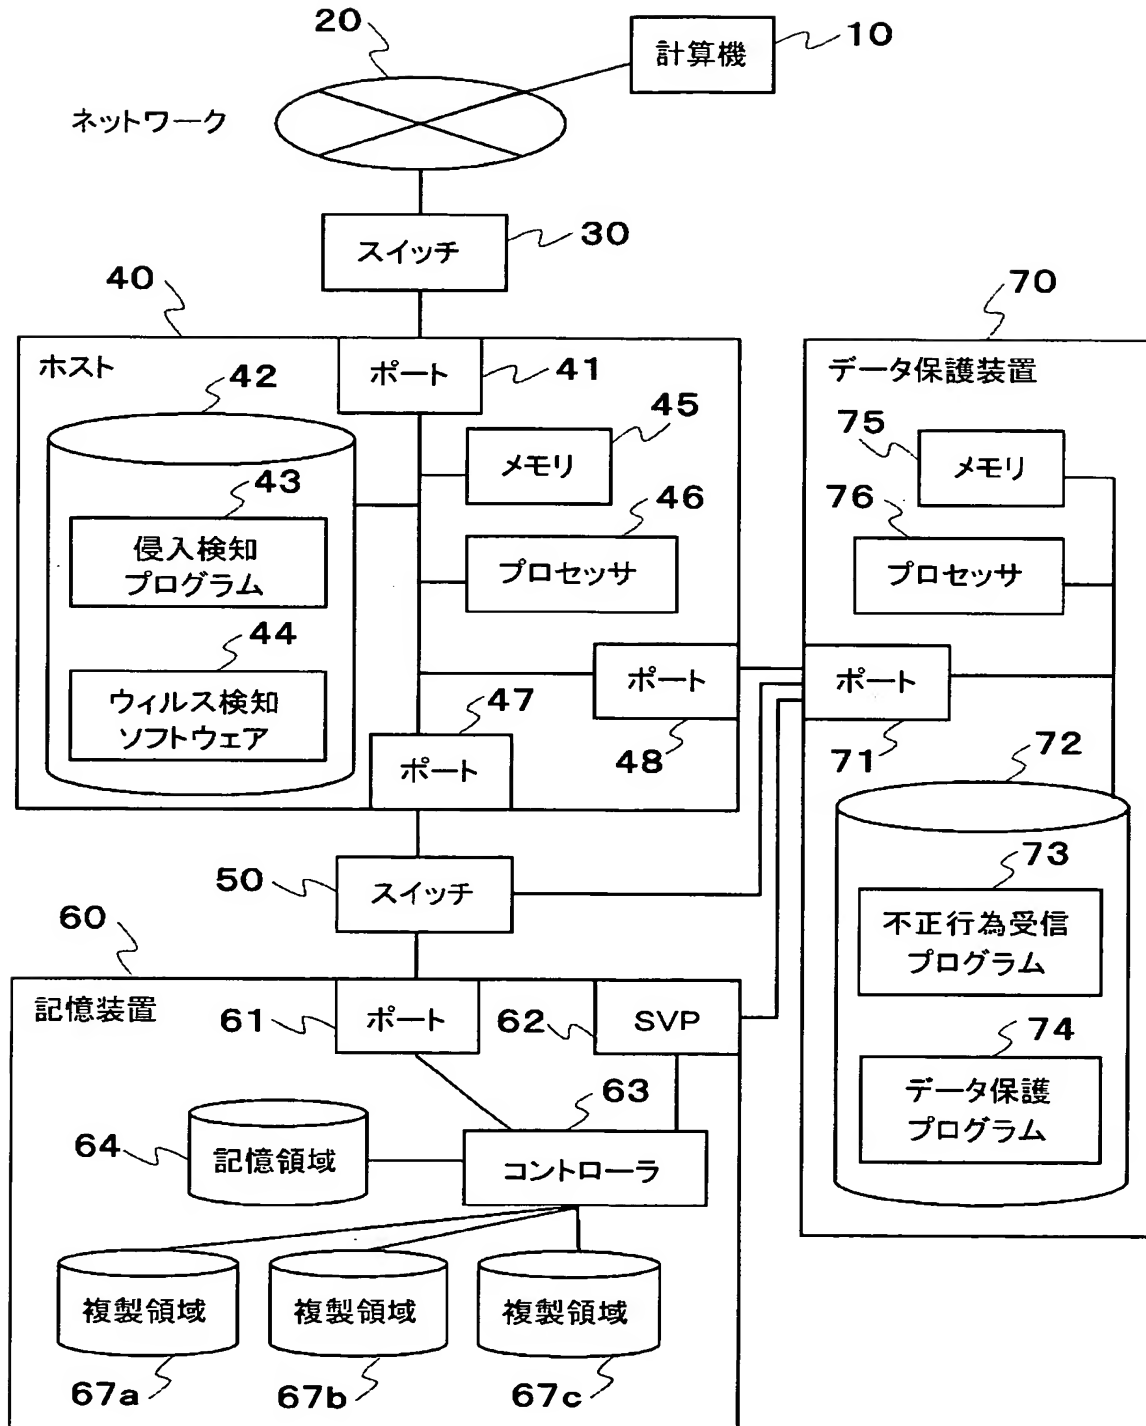 20
計算機
10
ネットワーク
スイッチ
30
40
70
ホスト
ポート
41
データ保護装置
42
45
メモリ
75
メモリ
43
侵入検知
プログラム
46
プロセッサ
76
プロセッサ
44
ウィルス検知
ソフトウェア
47
ポート
48
ポート
ポート
71
72
50
スイッチ
73
不正行為受信
プログラム
60
記憶装置
61
ポート
62
SVP
74
データ保護
プログラム
63
64
記憶領域
コントローラ
複製領域
複製領域
複製領域
67a
67b
67c